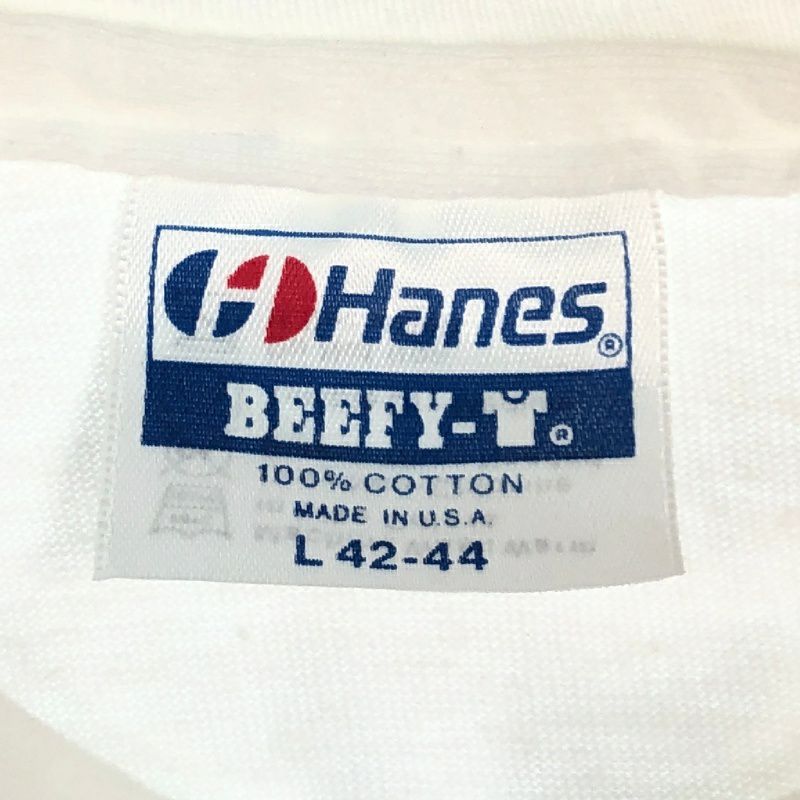 Hanes®
BEEFY-T®
100% COTTON
MADE IN U.S.A.
L 42-44